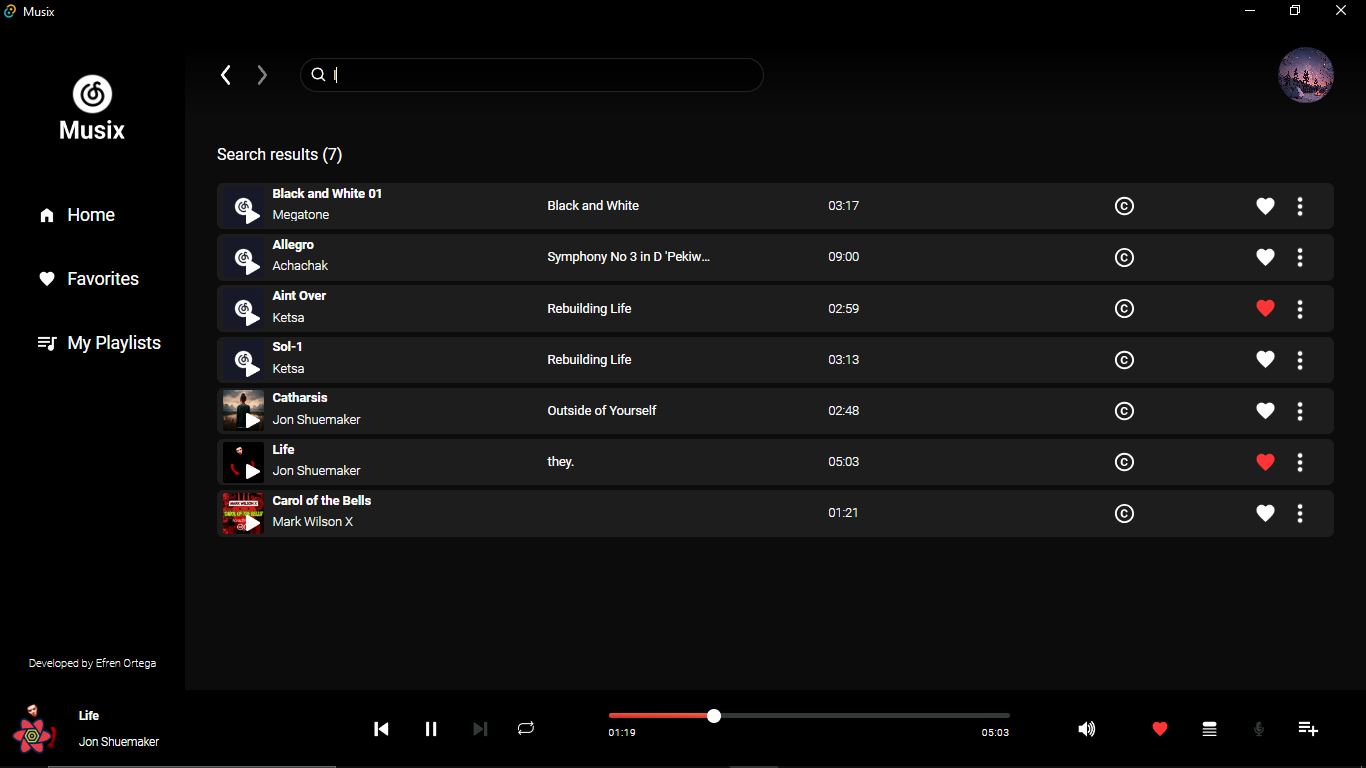 Musix
l
Musix
Search results (7)
Home
Favorites
My Playlists
Black and White 01
Megatone
Black and White
03:17
Allegro
Achachak
Symphony No 3 in D 'Pekiw...
09:00
Aint Over
Ketsa
Rebuilding Life
02:59
Sol-1
Ketsa
Rebuilding Life
03:13
Catharsis
Jon Shuemaker
Outside of Yourself
02:48
Life
Jon Shuemaker
they.
05:03
Carol of the Bells
Mark Wilson X
01:21
Developed by Efren Ortega
Life
Jon Shuemaker
01:19
05:03